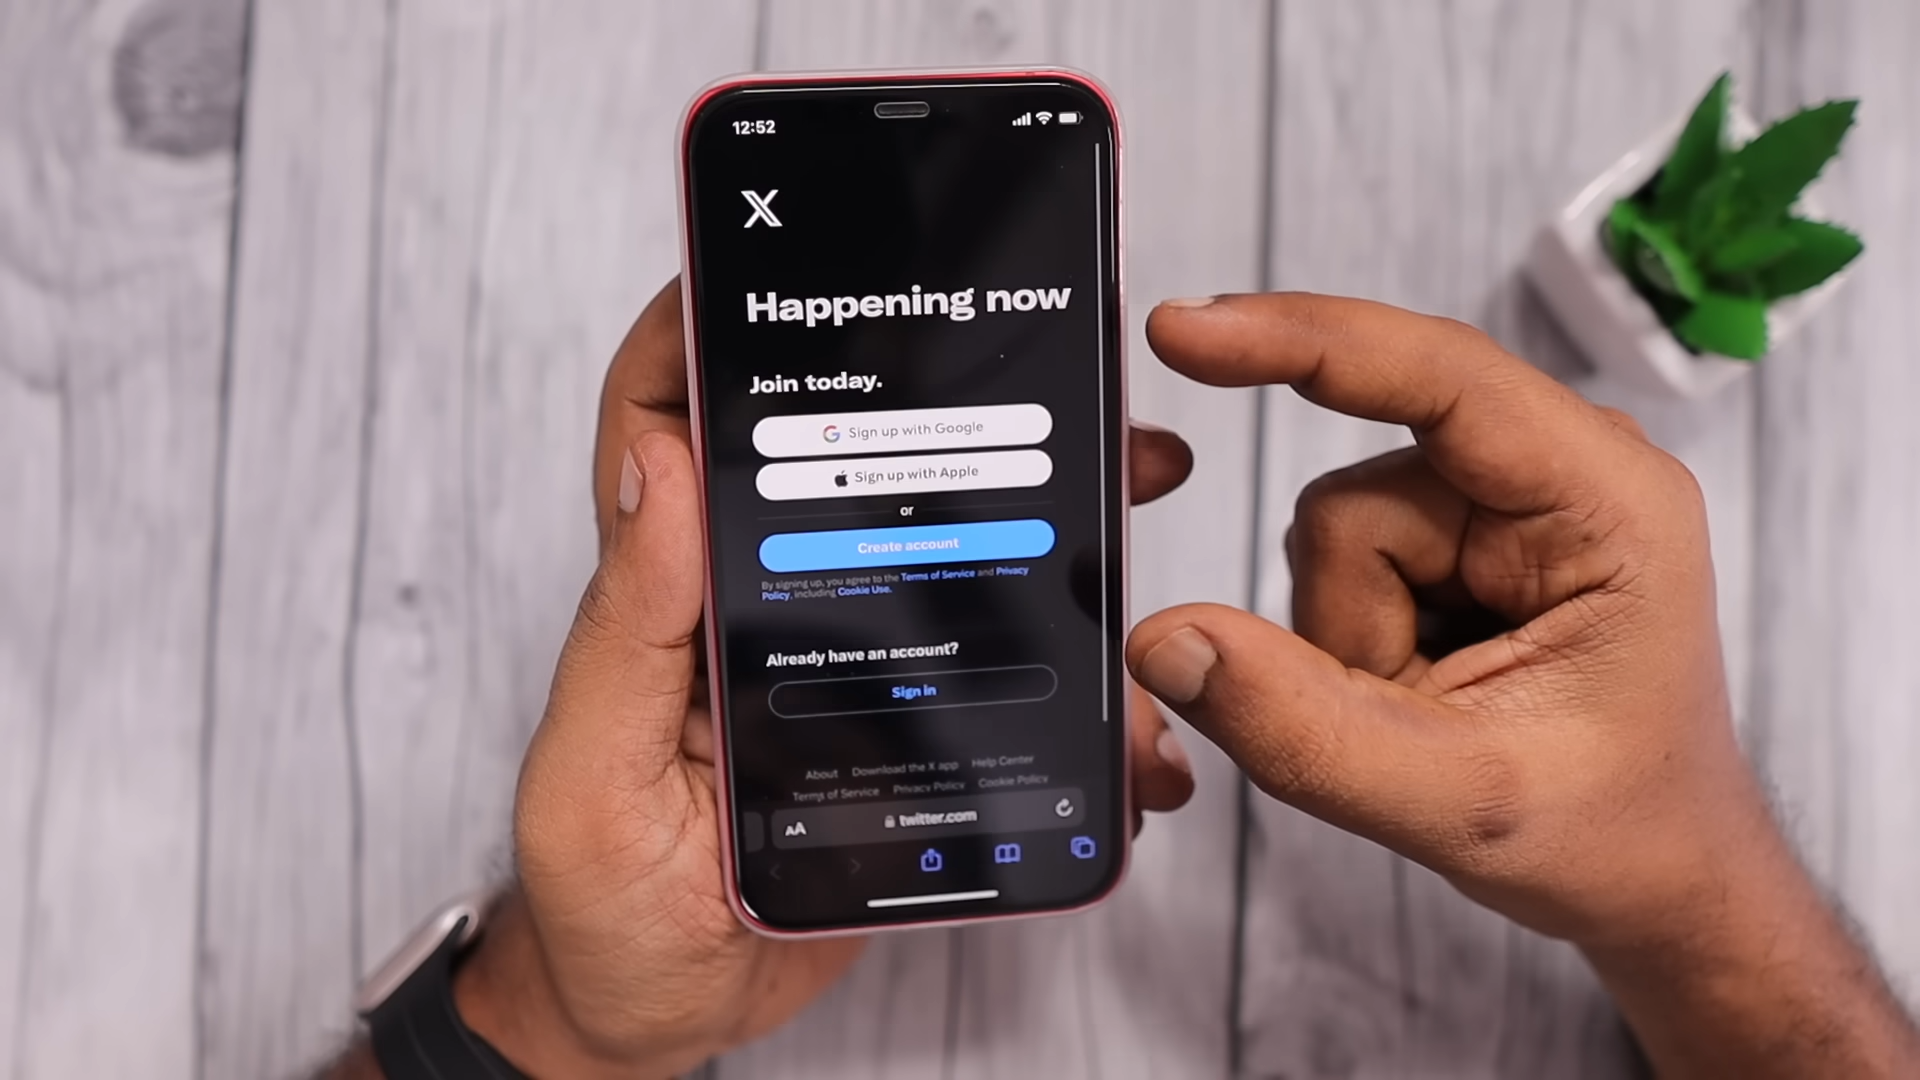 12:52
X
Happening now
Join today.
Sign up with Google
Sign up with Apple
or
Create account
By signing up, you agree to the Terms of Service and Privacy
Policy, including Cookie Use.
Already have an account?
Sign in
About Download the X app Help Center
Terms of Service Privacy Policy Cookie Policy
AA twitter.com